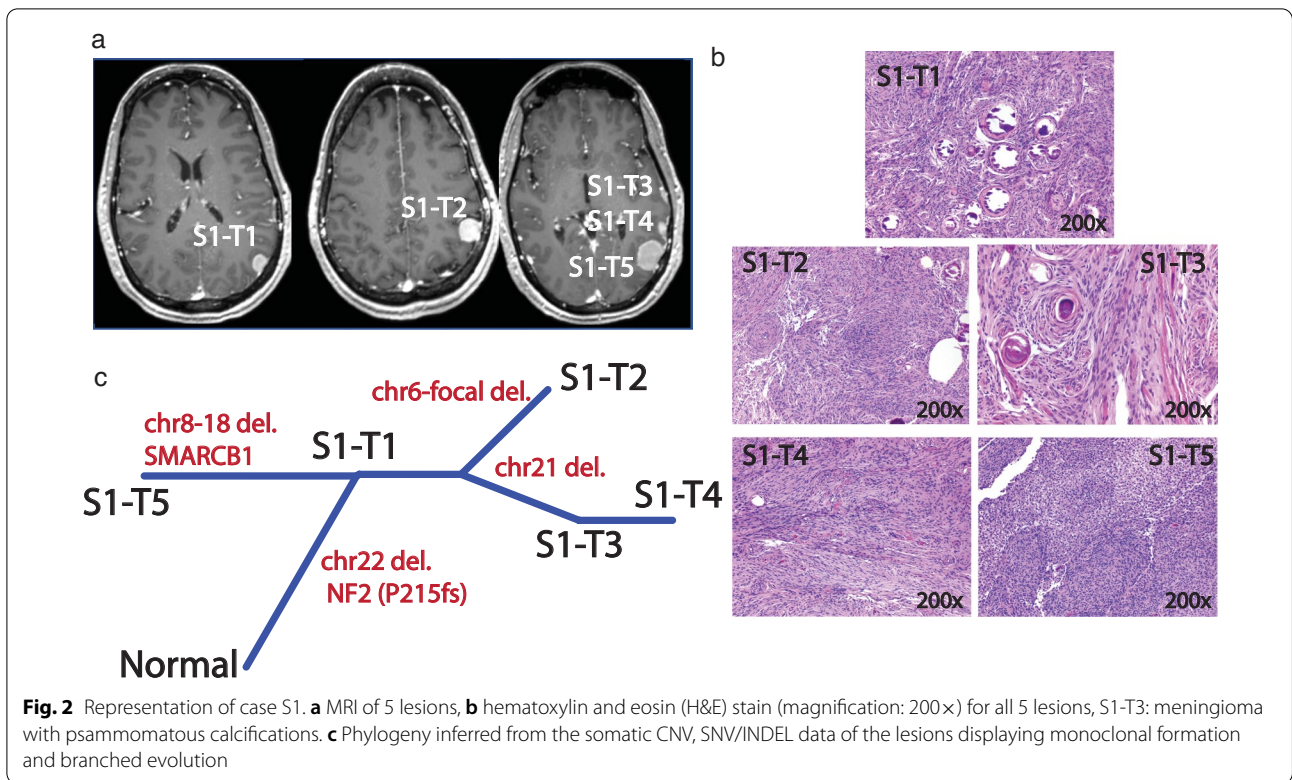 a
S1-T1
S1-T2
S1-T3
S1-T4
S1-T5
b
S1-T1
200x
S1-T2
200x
S1-T3
200x
S1-T4
200x
S1-T5
200x
c
chr8-18 del.
SMARCB1
S1-T5
S1-T1
chr6-focal del.
S1-T2
chr21 del.
S1-T4
S1-T3
chr22 del.
NF2 (P215fs)
Normal
Fig. 2 Representation of case S1. a MRI of 5 lesions, b hematoxylin and eosin (H&E) stain (magnification: 200×) for all 5 lesions, S1-T3: meningioma
with psammomatous calcifications. c Phylogeny inferred from the somatic CNV, SNV/INDEL data of the lesions displaying monoclonal formation
and branched evolution